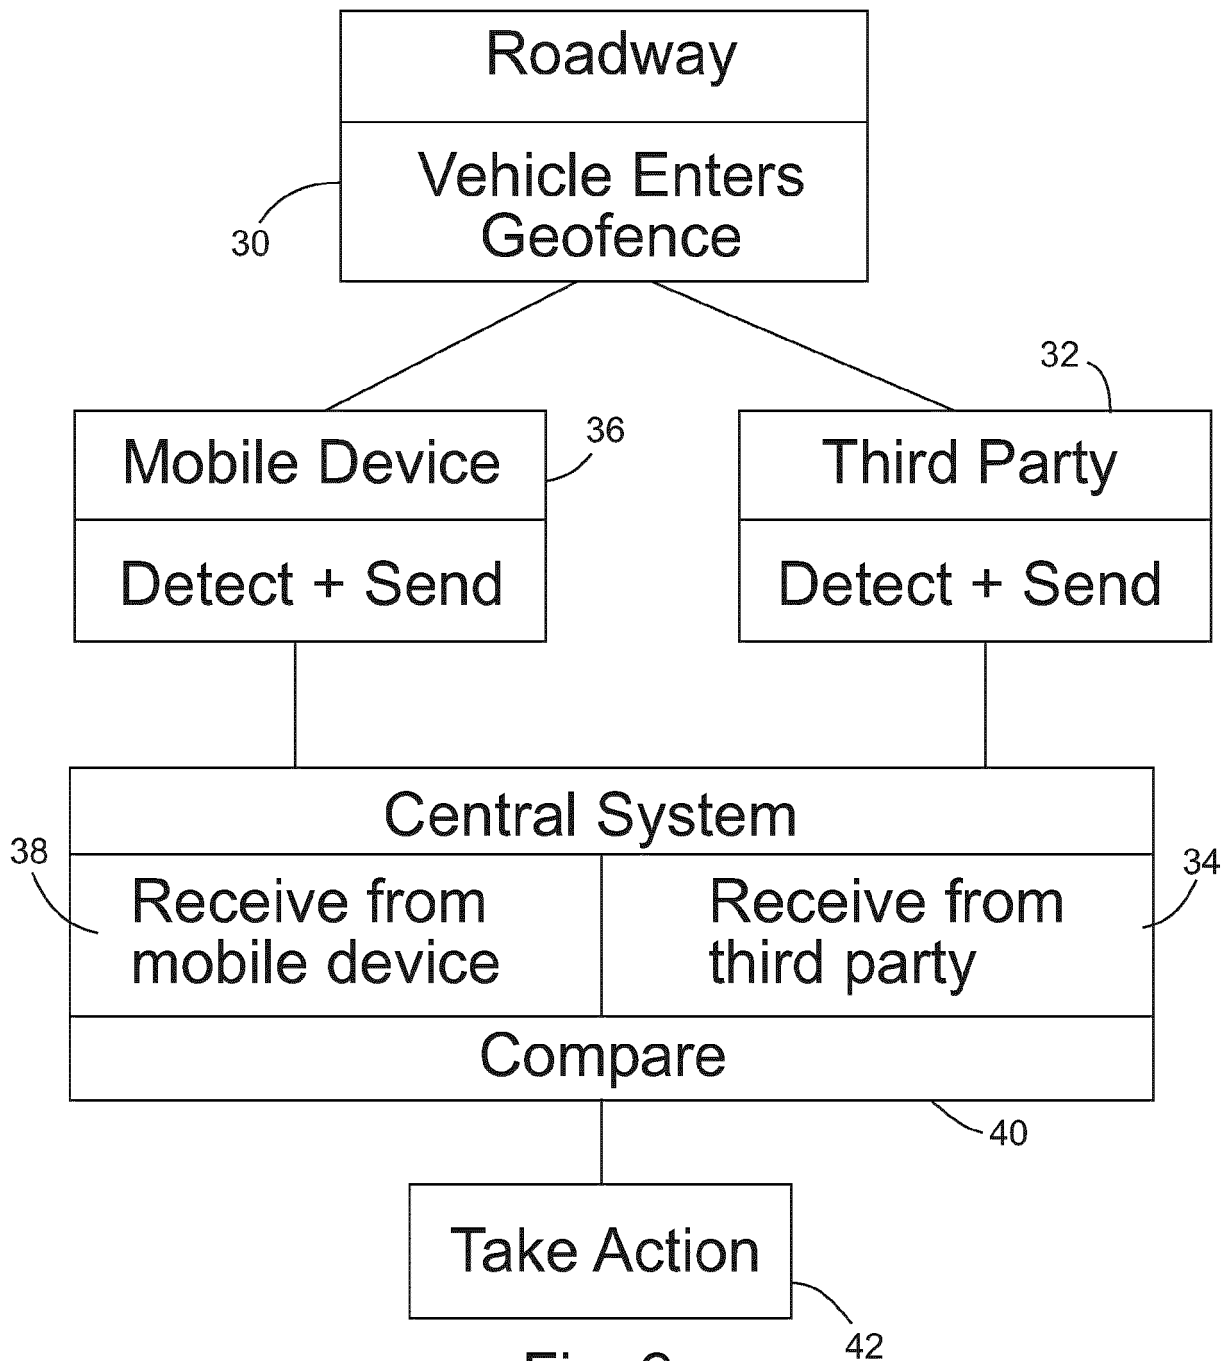 Roadway
Vehicle Enters
Geofence
30
32
36
Mobile Device
Third Party
Detect + Send
Detect + Send
Central System
38
34
Receive from
mobile device
Receive from
third party
Compare
40
Take Action
42